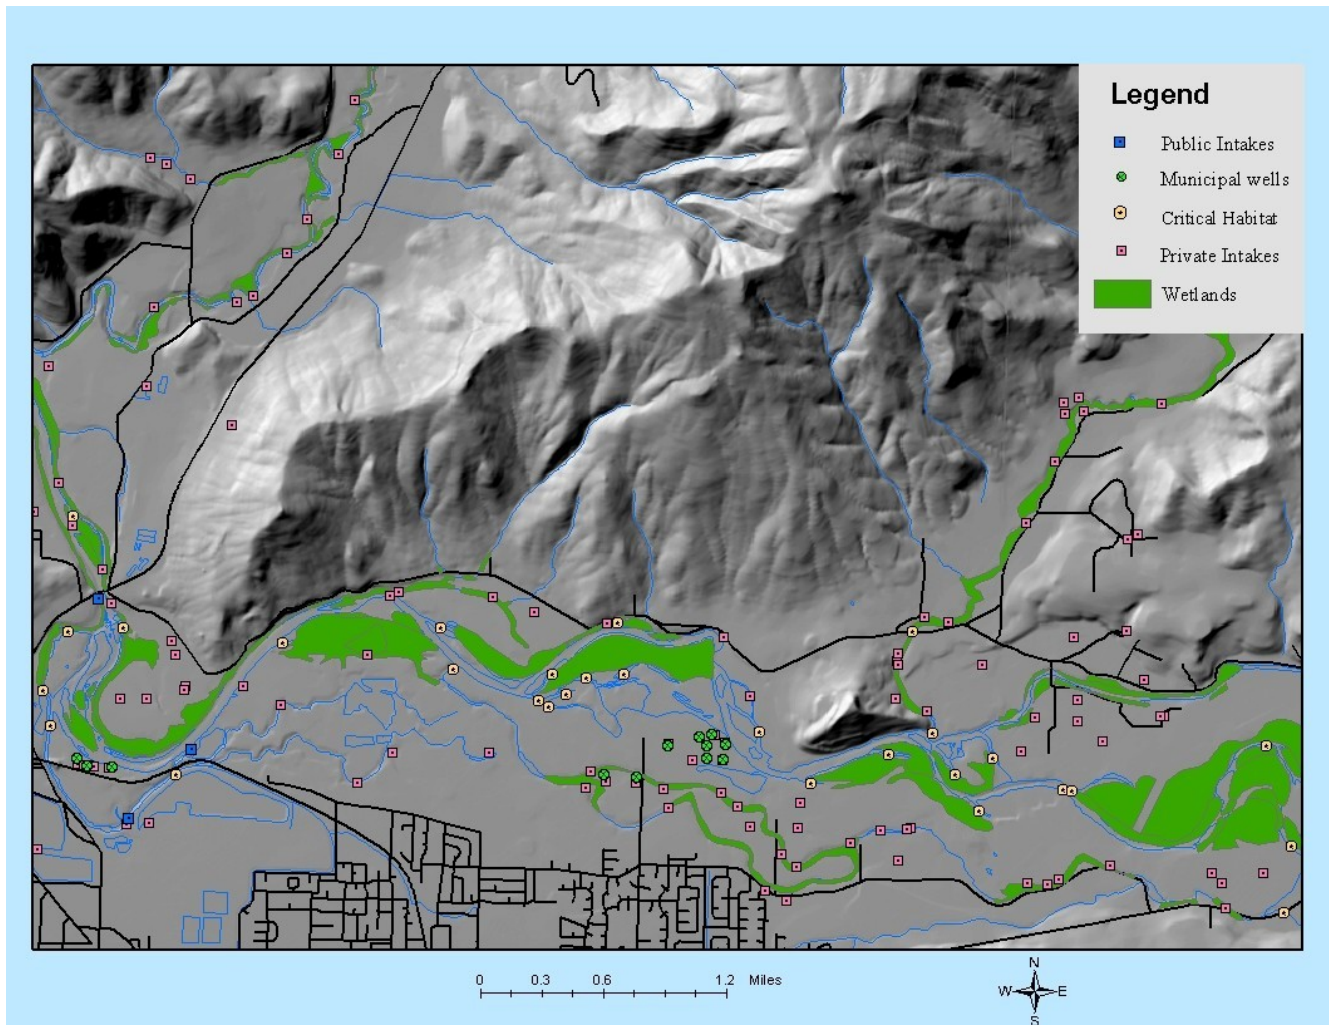 Legend
Public Intakes
Municipal wells
Critical Habitat
Private Intakes
Wetlands
0 0.3 0.6 1.2 Miles
N
W E
S